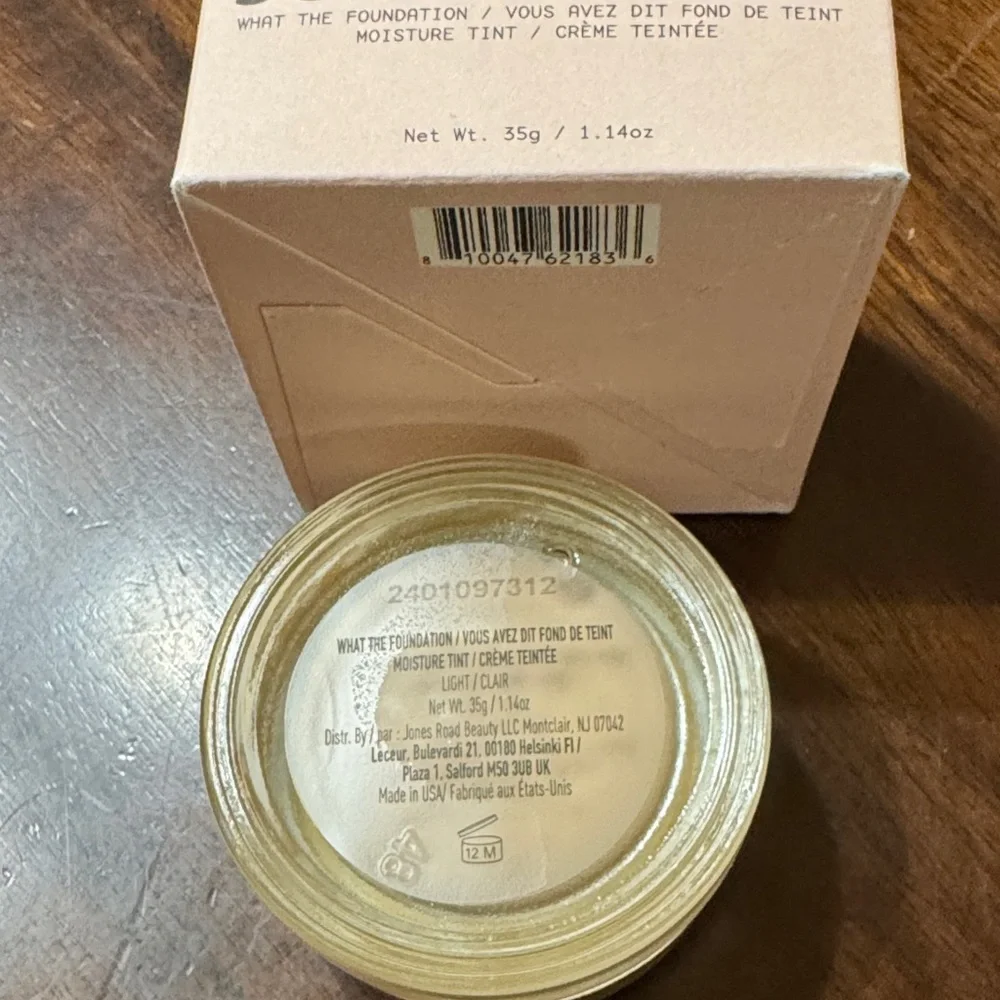 WHAT THE FOUNDATION / VOUS AVEZ DIT FOND DE TEINT
MOISTURE TINT / CRÈME TEINTÉE
Net Wt. 35g / 1.14oz
8 10047 62183 6
2401097312
WHAT THE FOUNDATION / VOUS AVEZ DIT FOND DE TEINT
MOISTURE TINT / CRÈME TEINTÉE
LIGHT / CLAIR
Net Wt. 35g / 1.14oz
Distr. By / par : Jones Road Beauty LLC Montclair, NJ 07042
Leceur, Bulevardi 21, 00180 Helsinki FI /
Plaza 1, Salford M50 3UB UK
Made in USA/ Fabriqué aux États-Unis
12 M